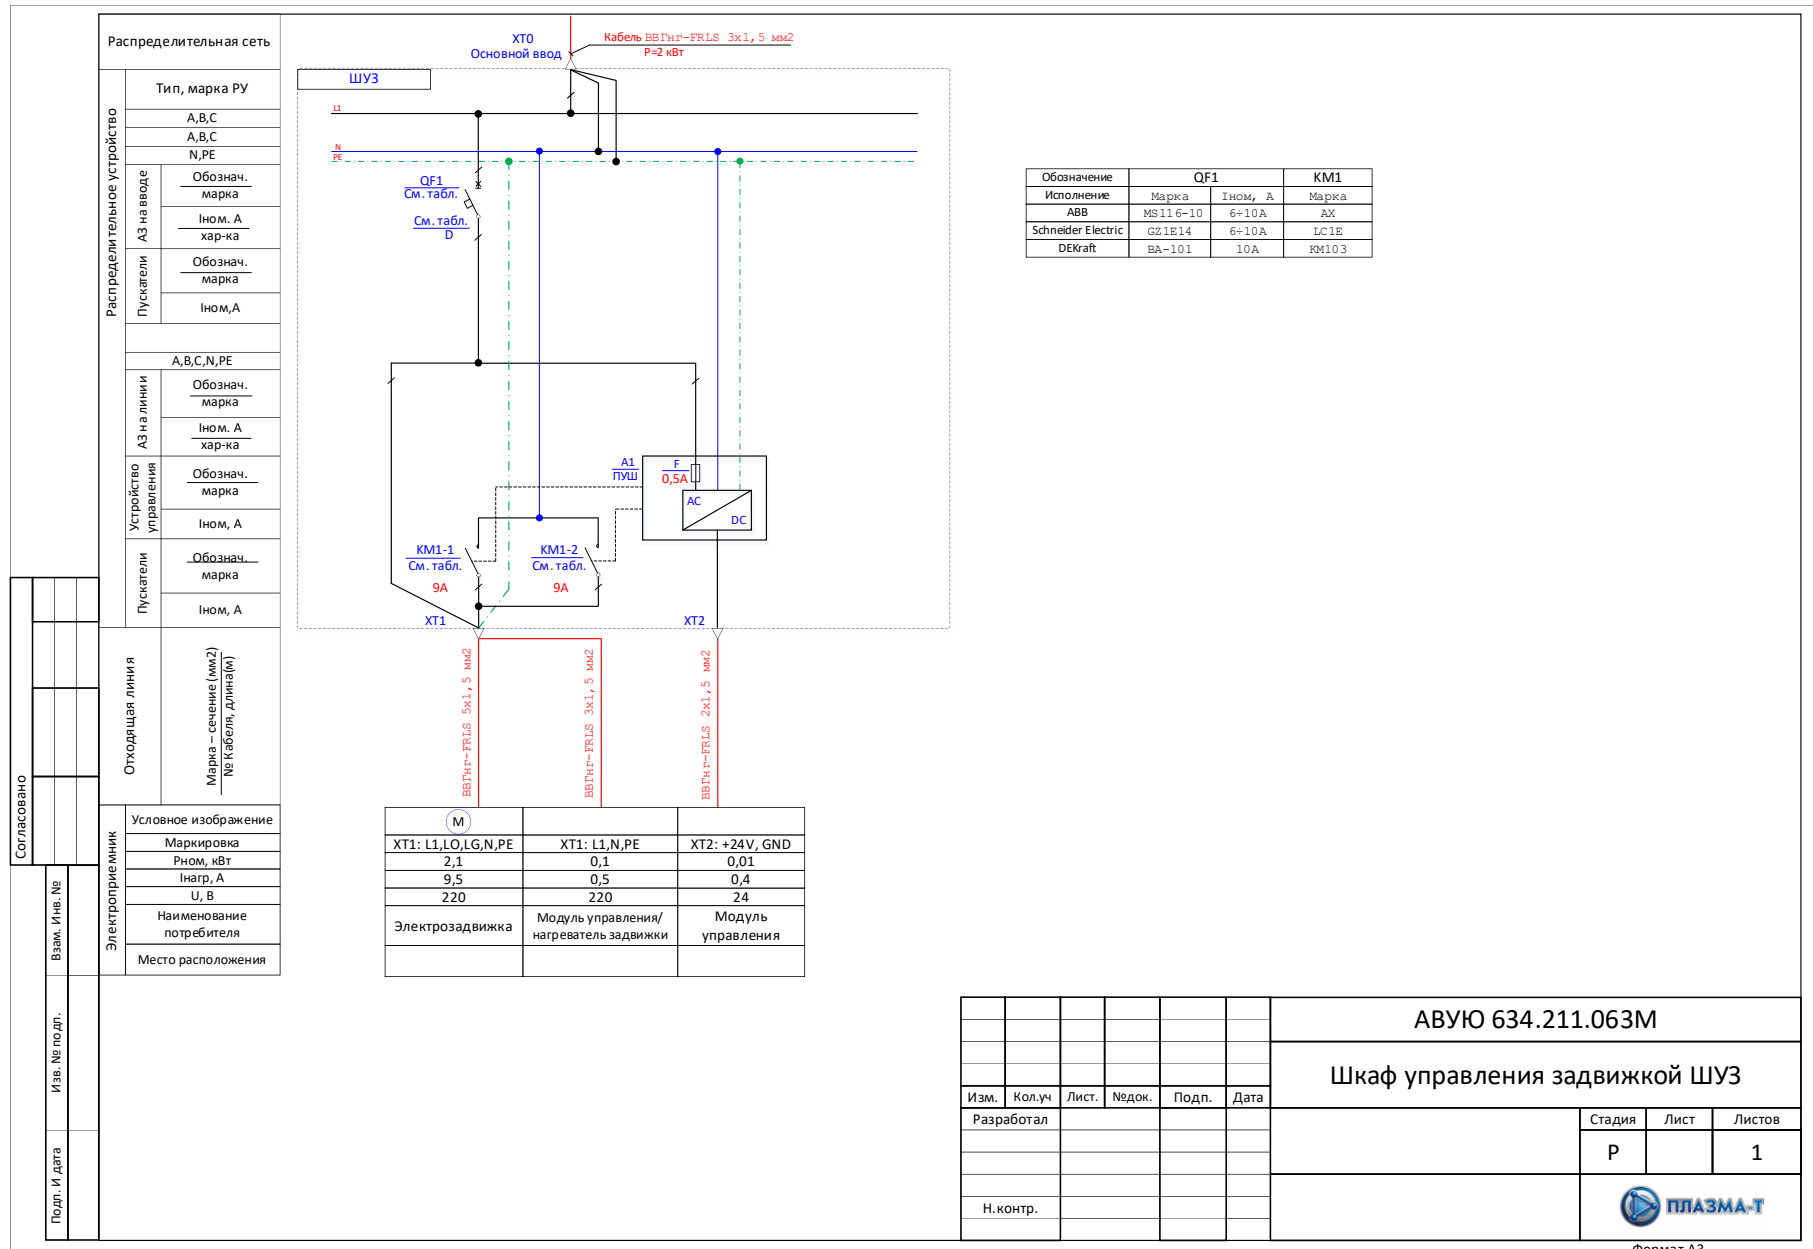 Распределительная сеть
Распределительное устройство
Тип, марка РУ
A,B,C
A,B,C
N,PE
АЗ на вводе
Обознач.
марка
Iном. А
хар-ка
Пускатели
Обознач.
марка
Iном,А
A,B,C,N,PE
АЗ на линии
Обознач.
марка
Iном. А
хар-ка
Устройство управления
Обознач.
марка
Iном, А
Пускатели
Обознач.
марка
Iном, А
Отходящая линия
Марка – сечение (мм2)
№ Кабеля, длина(м)
Электроприемник
Условное изображение
Маркировка
Рном, кВт
Iнагр, А
U, В
Наименование
потребителя
Место расположения
XT0
Основной ввод
Кабель ВВГнг-FRLS 3x1,5 мм2
P=2 кВт
ШУЗ
L1
N
PE
QF1
См. табл.
См. табл.
D
A1
ПУШ
F
0,5A
AC
DC
KM1-1
См. табл.
9A
KM1-2
См. табл.
9A
XT1
XT2
ВВГнг-FRLS 5x1,5 мм2
ВВГнг-FRLS 3x1,5 мм2
ВВГнг-FRLS 2x1,5 мм2
M
XT1: L1,LO,LG,N,PE XT1: L1,N,PE XT2: +24V, GND
2,1 0,1 0,01
9,5 0,5 0,4
220 220 24
Электрозадвижка
Модуль управления/
нагреватель задвижки
Модуль
управления
Обозначение QF1 KM1
Исполнение Марка Iном, А Марка
ABB MS116-10 6÷10А AX
Schneider Electric GZ1E14 6÷10А LC1E
DEKraft ВА-101 10А КМ103
Согласовано
Взам. Инв. №
Изв. № подп.
Подп. И дата
АВУЮ 634.211.063М
Шкаф управления задвижкой ШУЗ
Изм. Кол.уч Лист. №док. Подп. Дата
Разработал
Н.контр.
Стадия Лист Листов
Р 1
ПЛАЗМА-Т
Формат А3